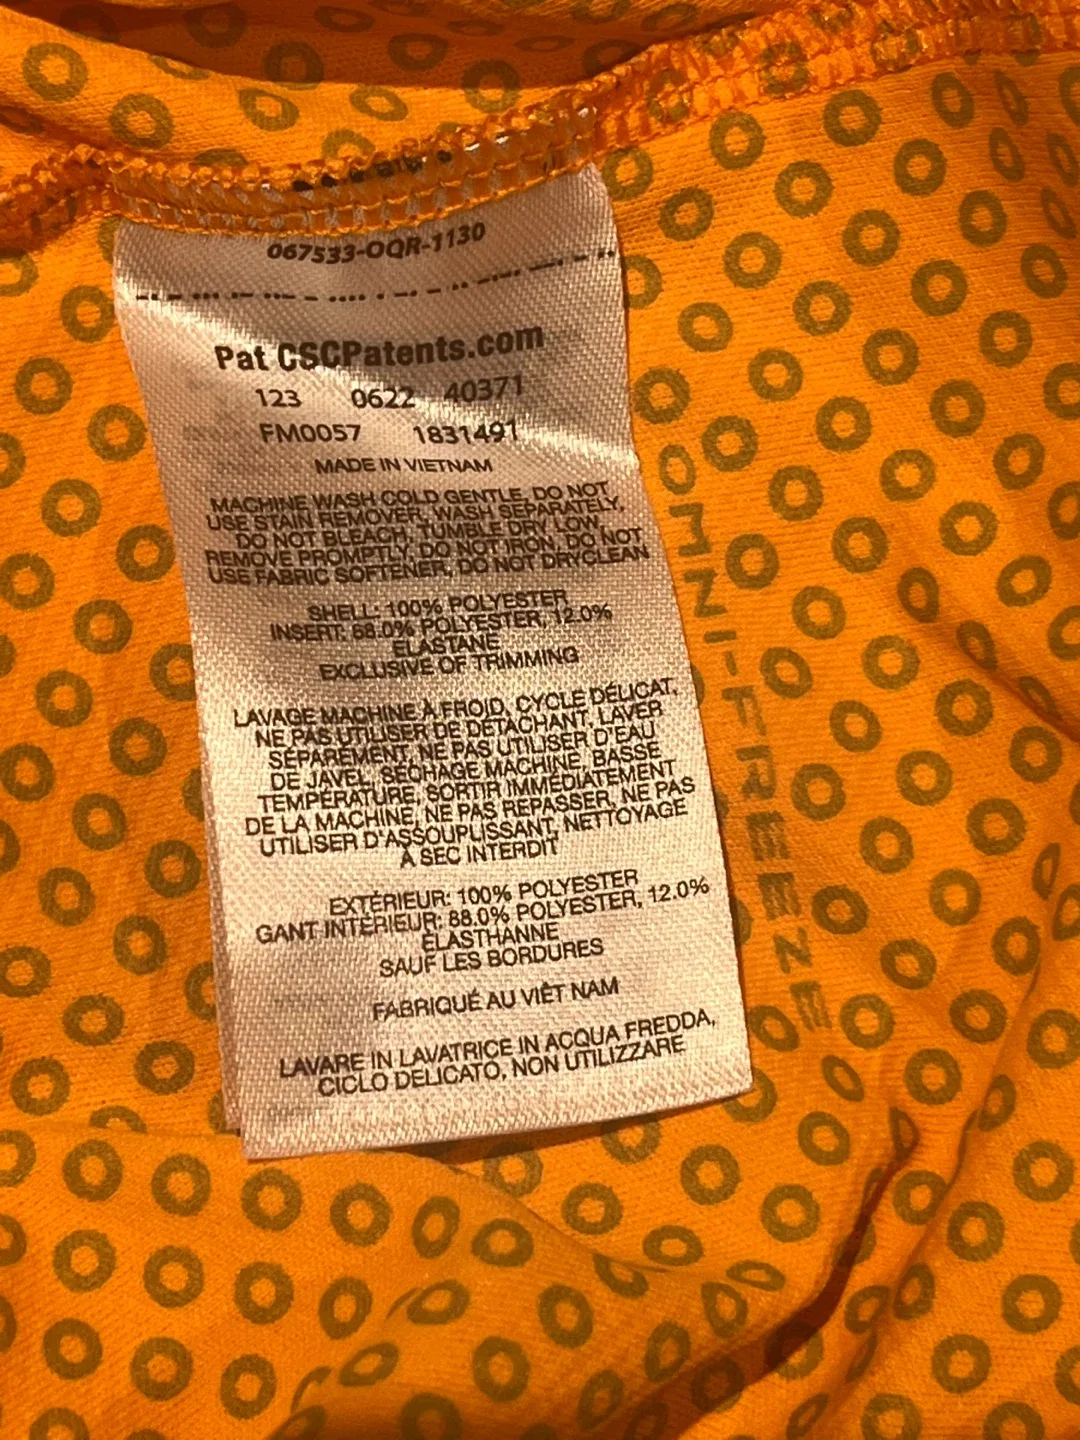 067533-OQR-1130
Pat CSCPatents.com
123 0622 40371
FM0057 1831491
MADE IN VIETNAM
MACHINE WASH COLD GENTLE, DO NOT
USE STAIN REMOVER, WASH SEPARATELY,
DO NOT BLEACH, TUMBLE DRY LOW,
REMOVE PROMPTLY, DO NOT IRON, DO NOT
USE FABRIC SOFTENER, DO NOT DRYCLEAN
SHELL: 100% POLYESTER
INSERT: 88.0% POLYESTER, 12.0%
ELASTANE
EXCLUSIVE OF TRIMMING
LAVAGE MACHINE À FROID, CYCLE DÉLICAT,
NE PAS UTILISER DE DÉTACHANT, LAVER
SÉPARÉMENT, NE PAS UTILISER D'EAU
DE JAVEL, SÉCHAGE MACHINE, BASSE
TEMPÉRATURE, SORTIR IMMÉDIATEMENT
DE LA MACHINE, NE PAS REPASSER, NE PAS
UTILISER D'ASSOUPLISSANT, NETTOYAGE
À SEC INTERDIT
EXTÉRIEUR: 100% POLYESTER
GANT INTÉRIEUR: 88.0% POLYESTER, 12.0%
ÉLASTHANNE
SAUF LES BORDURES
FABRIQUÉ AU VIÊT NAM
LAVARE IN LAVATRICE IN ACQUA FREDDA,
CICLO DELICATO, NON UTILIZZARE
OMNI-FREEZE